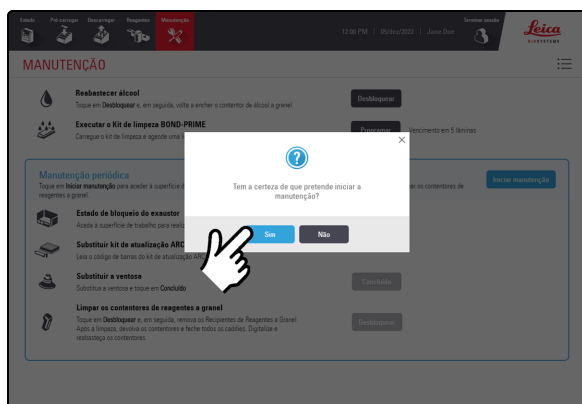 Estado Pré-carregar Descarregar Reagentes Manutenção
12:00 PM | 05/dez/2022 | Jane Doe
Terminar sessão
Leica
BIOSYSTEMS
MANUTENÇÃO
Reabastecer álcool
Toque em Desbloquear e, em seguida, volte a encher o contentor de álcool a granel.
Desbloquear
Executar o Kit de limpeza BOND-PRIME
Carregue o kit de limpeza e agende uma
Programar
Vencimento em 5 lâminas
Tem a certeza de que pretende iniciar a
manutenção?
Sim
Não
Manutenção periódica
Toque em Iniciar manutenção para aceder à superfície d
ar os contentores de
reagentes a granel.
Iniciar manutenção
Estado de bloqueio do exaustor
Aceda à superfície de trabalho para realiz
Substituir kit de atualização ARC
Leia o código de barras do kit de atualização ARC
Substituir a ventosa
Substitua a ventosa e toque em Concluído
Concluído
Limpar os contentores de reagentes a granel
Toque em Desbloquear e, em seguida, remova os Recipientes de Reagentes a Granel.
Após a limpeza, devolva os contentores e feche todos os caddies. Digitalize e
reabasteça os contentores.
Desbloquear